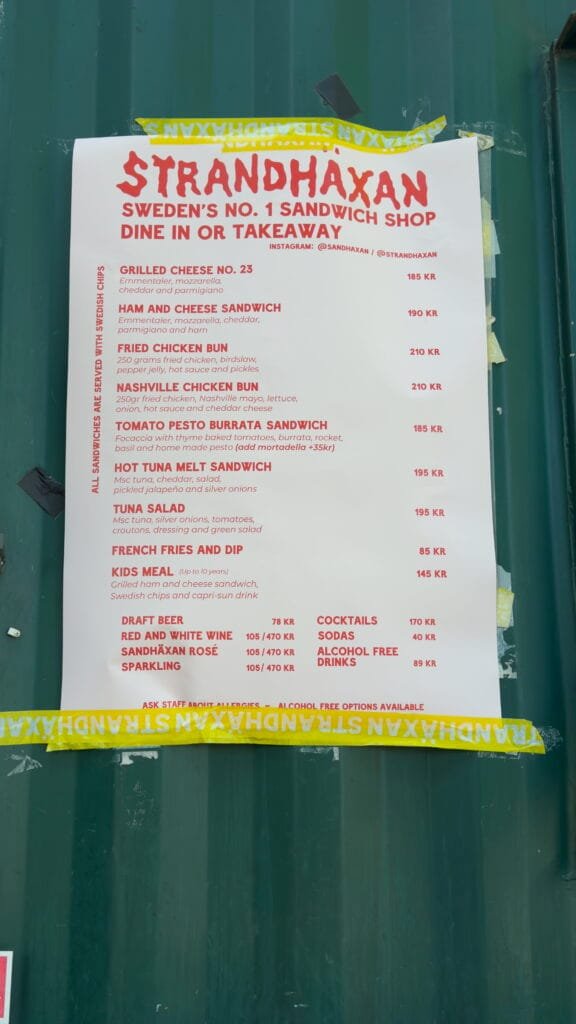 STRANDHÄXAN STRANDHÄXAN
STRANDHÄXAN
SWEDEN'S NO. 1 SANDWICH SHOP
DINE IN OR TAKEAWAY
INSTAGRAM: @SANDHAXAN / @STRANDHAXAN
ALL SANDWICHES ARE SERVED WITH SWEDISH CHIPS
GRILLED CHEESE NO. 23 185 KR
Emmentaler, mozzarella,
cheddar and parmigiano
HAM AND CHEESE SANDWICH 190 KR
Emmentaler, mozzarella, cheddar,
parmigiano and ham
FRIED CHICKEN BUN 210 KR
250 grams fried chicken, birdslaw,
pepper jelly, hot sauce and pickles
NASHVILLE CHICKEN BUN 210 KR
250gr fried chicken, Nashville mayo, lettuce,
onion, hot sauce and cheddar cheese
TOMATO PESTO BURRATA SANDWICH 185 KR
Focaccia with thyme baked tomatoes, burrata, rocket,
basil and home made pesto (add mortadella +35kr)
HOT TUNA MELT SANDWICH 195 KR
Msc tuna, cheddar, salad,
pickled jalapeño and silver onions
TUNA SALAD 195 KR
Msc tuna, silver onions, tomatoes,
croutons, dressing and green salad
FRENCH FRIES AND DIP 85 KR
KIDS MEAL (Up to 10 years) 145 KR
Grilled ham and cheese sandwich,
Swedish chips and capri-sun drink
DRAFT BEER 78 KR
RED AND WHITE WINE 105 / 470 KR
SANDHÄXAN ROSÉ 105 / 470 KR
SPARKLING 105 / 470 KR
COCKTAILS 170 KR
SODAS 40 KR
ALCOHOL FREE
DRINKS 89 KR
ASK STAFF ABOUT ALLERGIES – ALCOHOL FREE OPTIONS AVAILABLE
STRANDHÄXAN STRANDHÄXAN STRANDHÄXAN STRANDHÄXAN